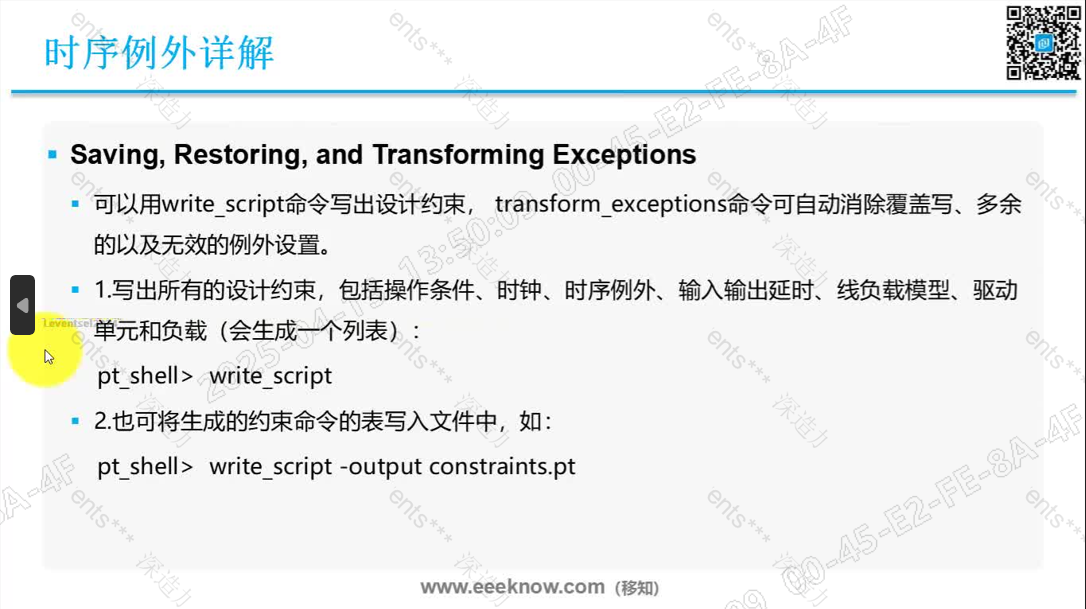 时序例外详解
Saving, Restoring, and Transforming Exceptions
可以用write_script命令写出设计约束， transform_exceptions命令可自动消除覆盖写、多余
的以及无效的例外设置。
1.写出所有的设计约束，包括操作条件、时钟、时序例外、输入输出延时、线负载模型、驱动
单元和负载（会生成一个列表）：
pt_shell> write_script
2.也可将生成的约束命令的表写入文件中，如：
pt_shell> write_script -output constraints.pt
www.eeeknow.com（移知）